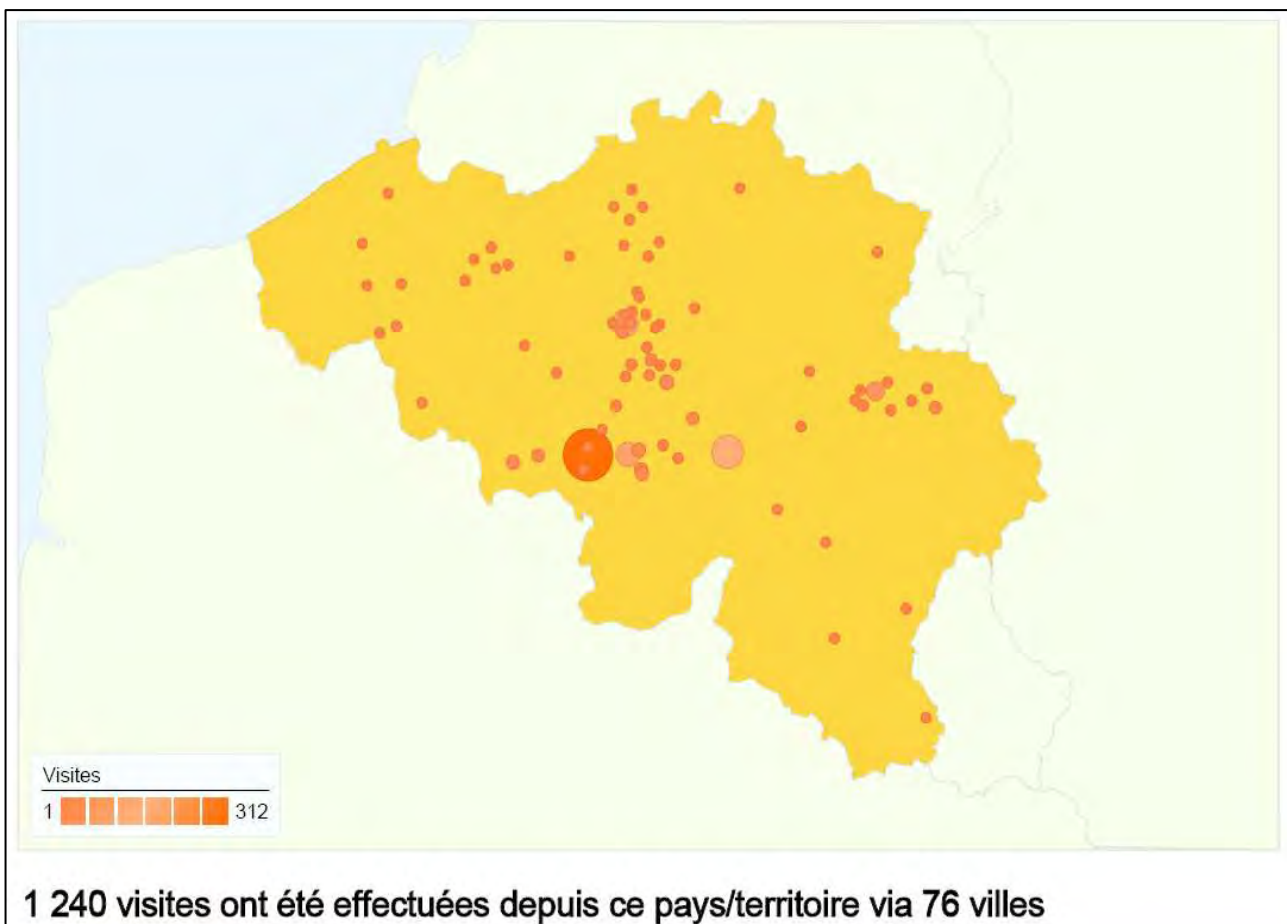 Visites
1 312
1 240 visites ont été effectuées depuis ce pays/territoire via 76 villes